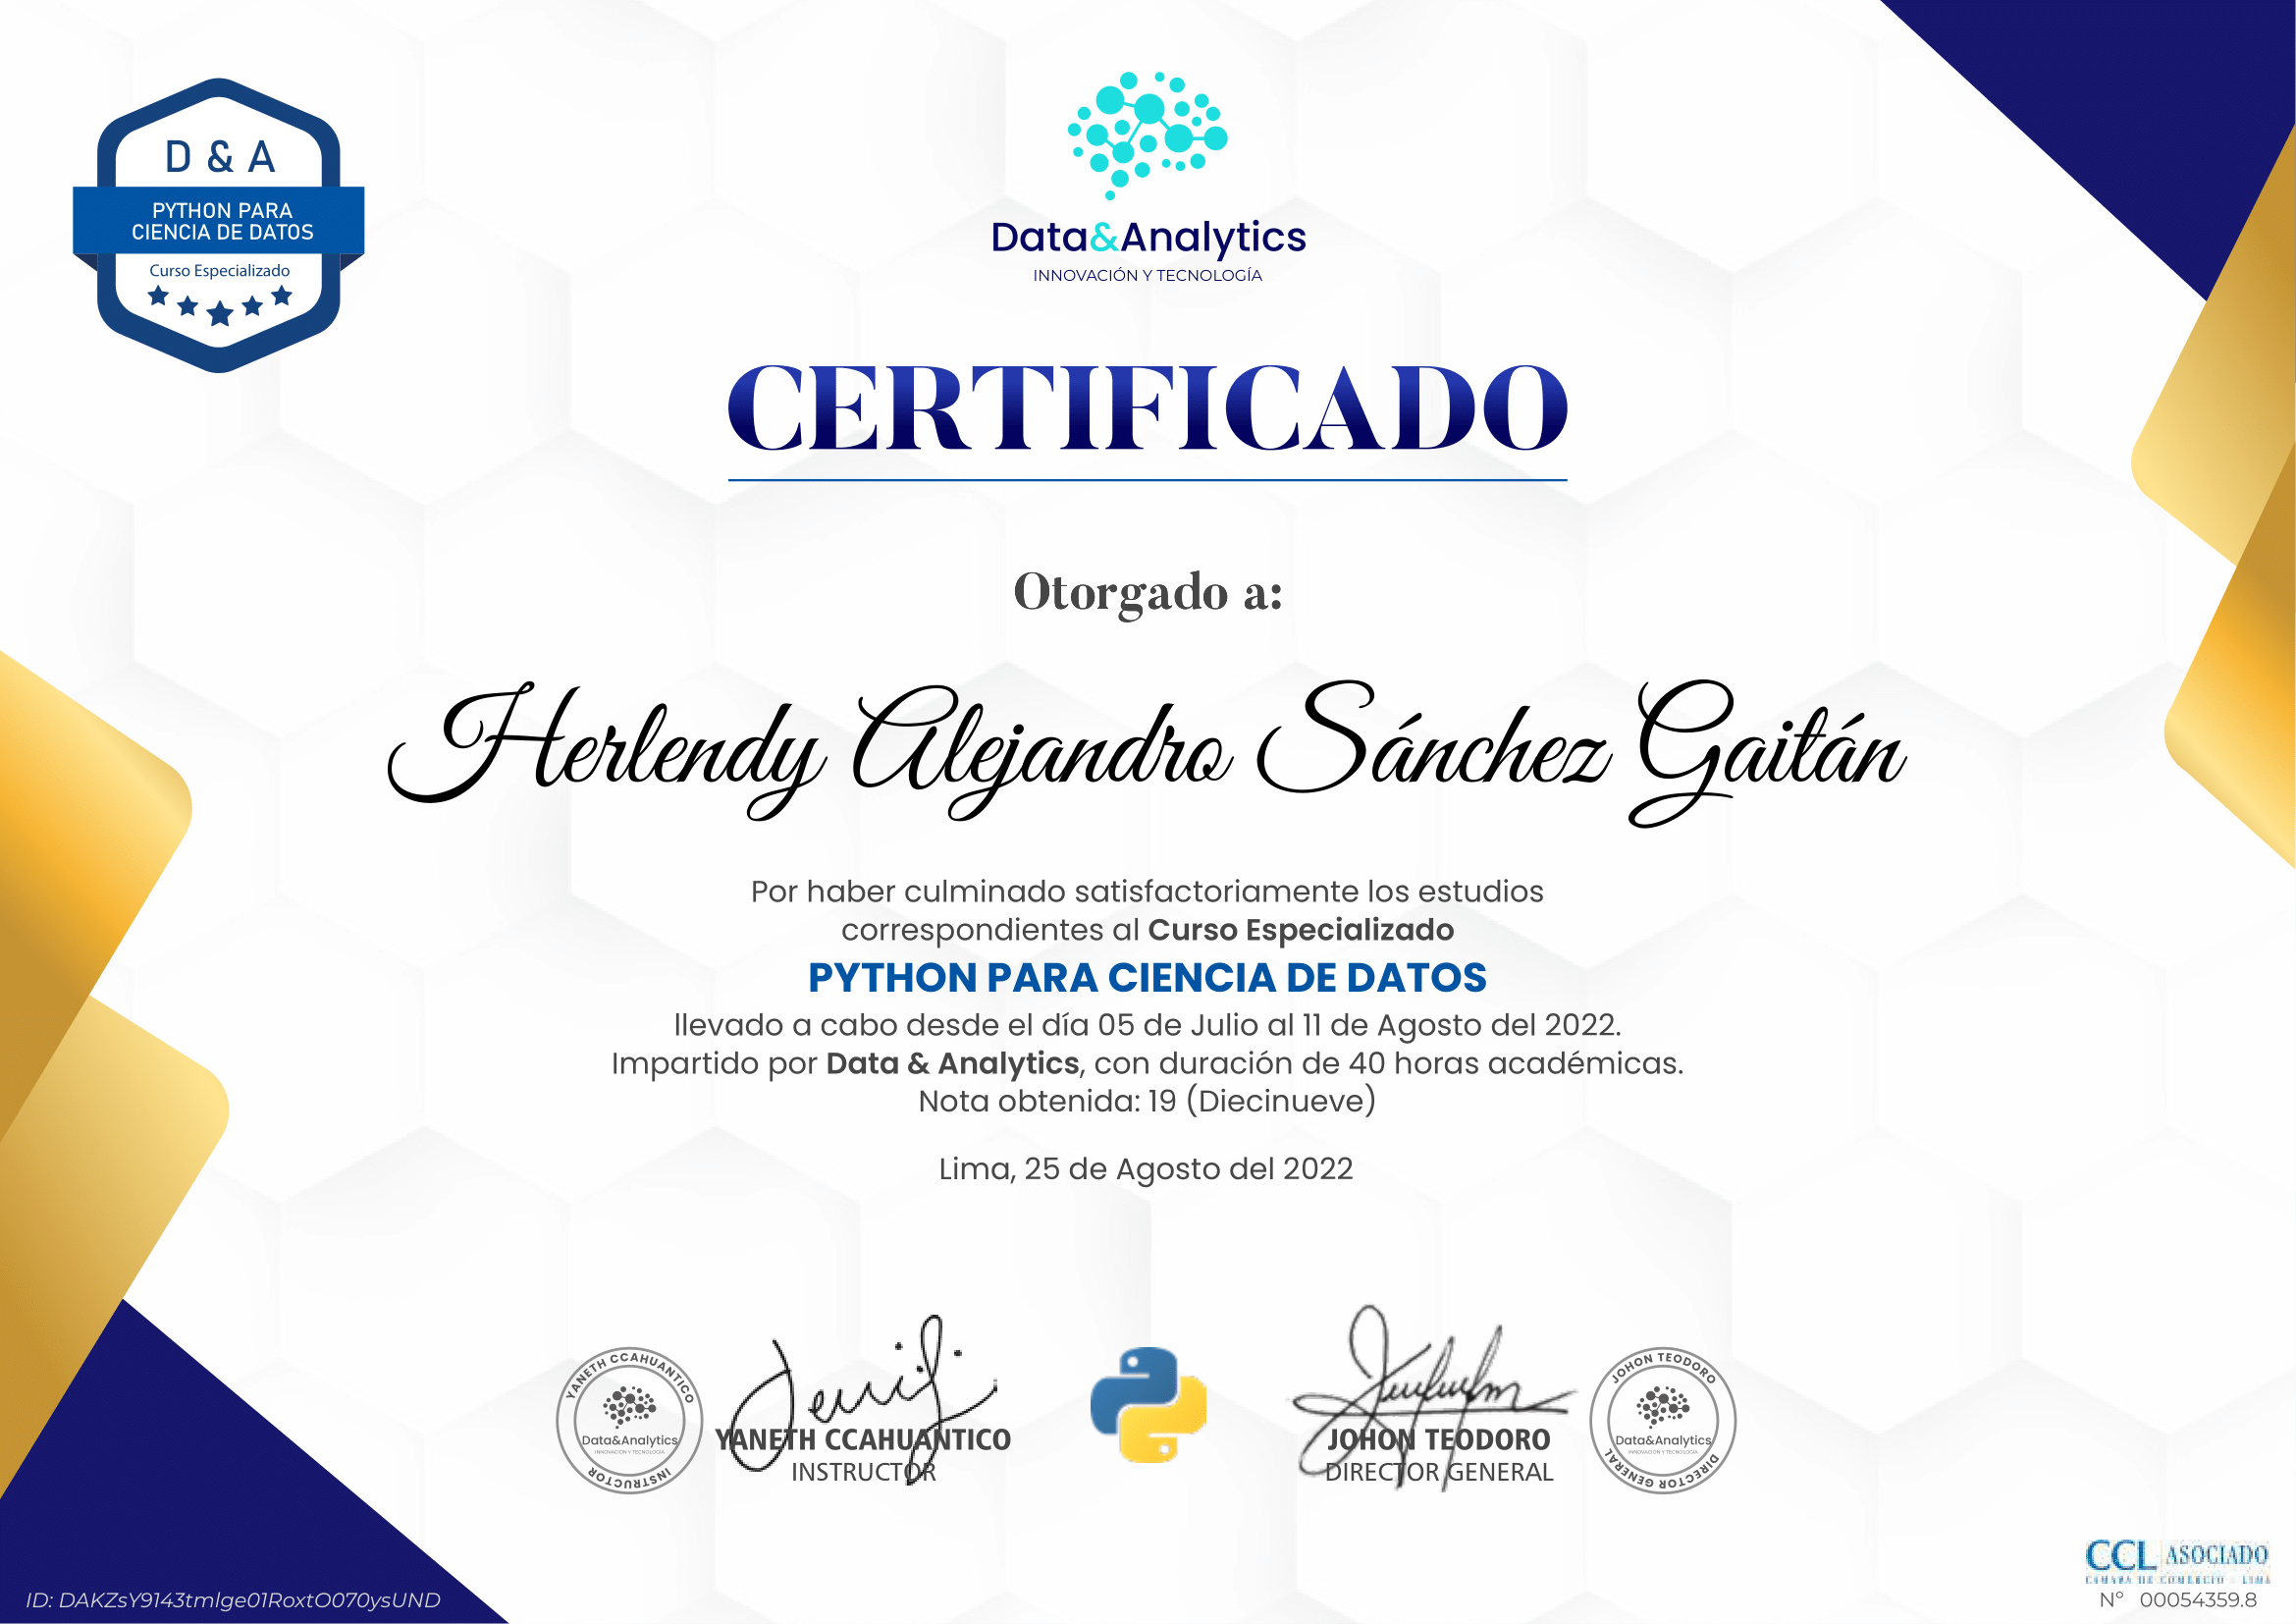 D & A
PYTHON PARA
CIENCIA DE DATOS
Curso Especializado
Data&Analytics
INNOVACIÓN Y TECNOLOGÍA
CERTIFICADO
Otorgado a:
Herlendy Alejandro Sánchez Gaitán
Por haber culminado satisfactoriamente los estudios
correspondientes al Curso Especializado
PYTHON PARA CIENCIA DE DATOS
llevado a cabo desde el día 05 de Julio al 11 de Agosto del 2022.
Impartido por Data & Analytics, con duración de 40 horas académicas.
Nota obtenida: 19 (Diecinueve)
Lima, 25 de Agosto del 2022
YANETH CCAHUANTICO
Data&Analytics
INNOVACIÓN Y TECNOLOGÍA
INSTRUCTOR
YANETH CCAHUANTICO
INSTRUCTOR
JOHON TEODORO
DIRECTOR GENERAL
JOHON TEODORO
Data&Analytics
INNOVACIÓN Y TECNOLOGÍA
DIRECTOR GENERAL
CCL ASOCIADO
CÁMARA DE COMERCIO - LIMA
N° 00054359.8
ID: DAKZsY9143tmlge01RoxtO070ysUND